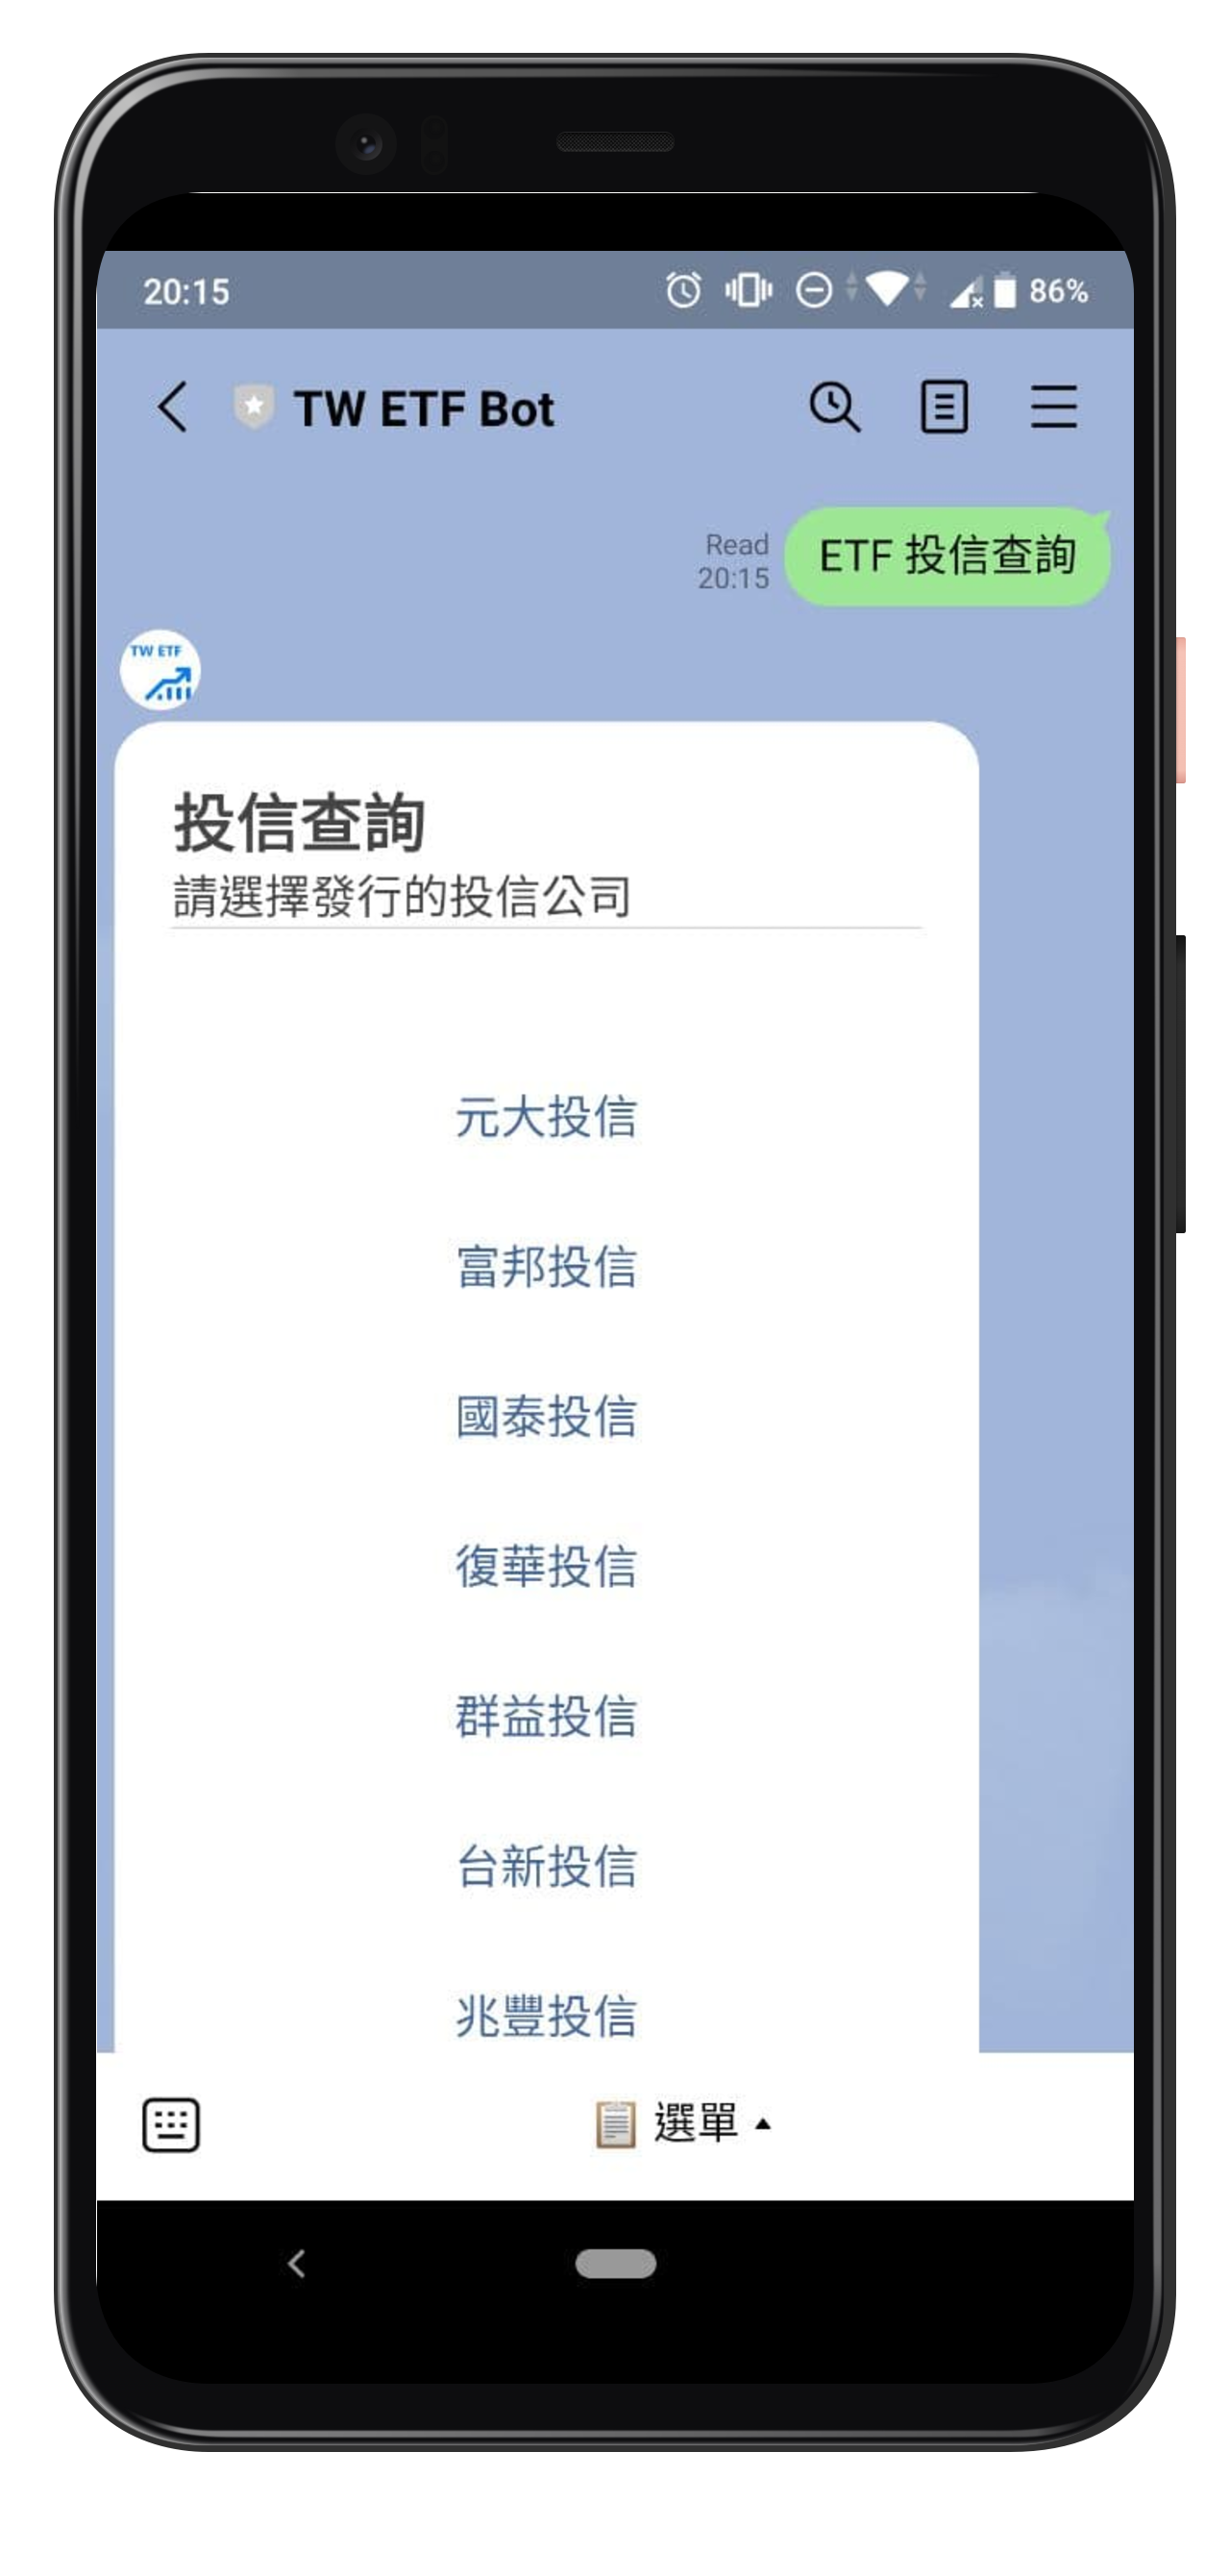 20:15
86%
TW ETF Bot
ETF 投信查詢
Read
20:15
TW ETF
投信查詢
請選擇發行的投信公司
元大投信
富邦投信
國泰投信
復華投信
群益投信
台新投信
兆豐投信
選單